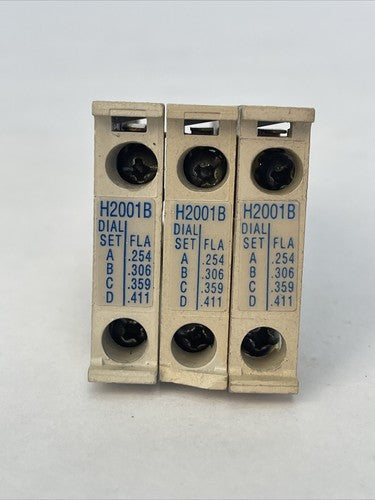 H2001B
DIAL
SET FLA
A .254
B .306
C .359
D .411
H2001B
DIAL
SET FLA
A .254
B .306
C .359
D .411
H2001B
DIAL
SET FLA
A .254
B .306
C .359
D .411